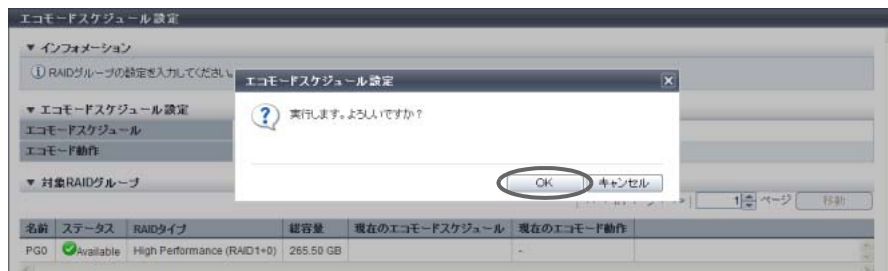 エコモードスケジュール設定
▼ インフォメーション
RAIDグループの設定を入力してください。
エコモードスケジュール設定
実行します。よろしいですか？
▼ エコモードスケジュール設定
エコモードスケジュール
エコモード動作
OK キャンセル
▼ 対象RAIDグループ
1 ページ 移動
名前 ステータス RAIDタイプ 総容量 現在のエコモードスケジュール 現在のエコモード動作
PG0 Available High Performance (RAID1+0) 265.50 GB -